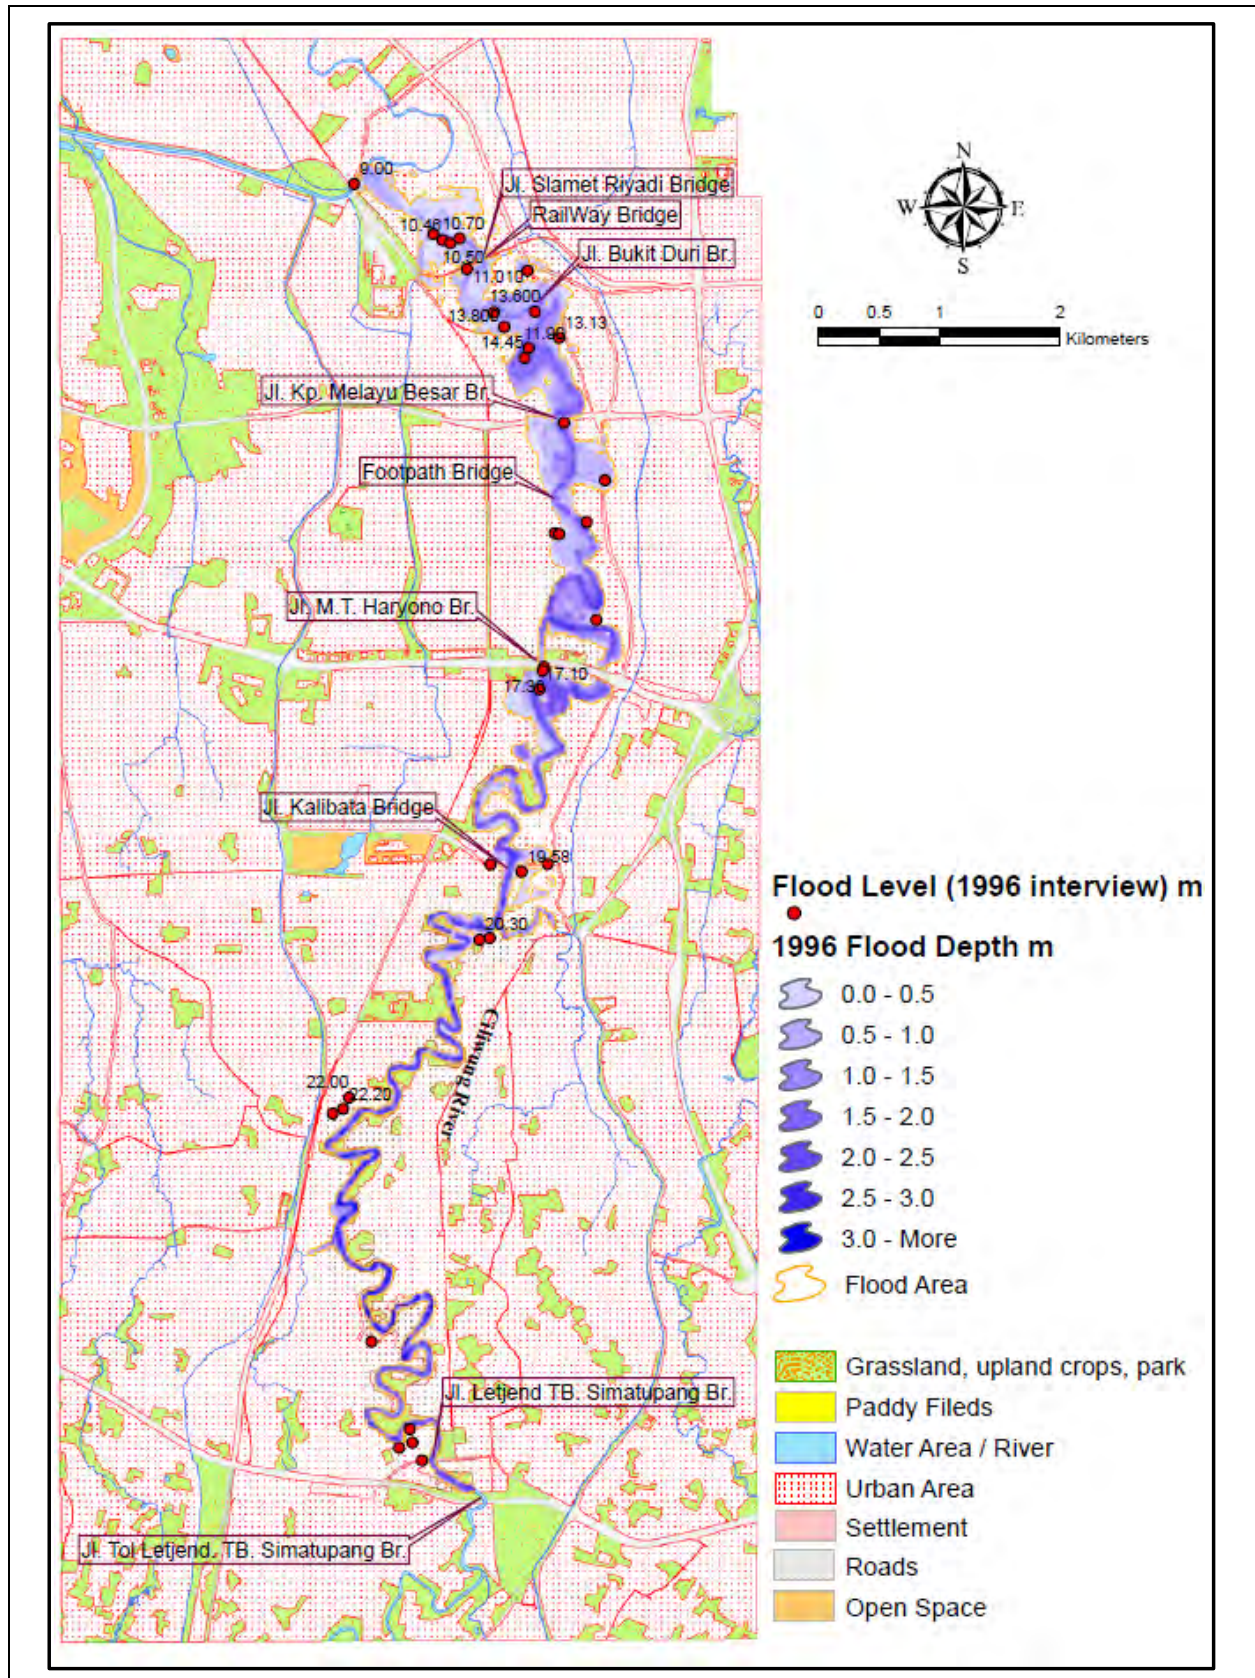 N
W
E
S
0 0.5 1 2
Kilometers
9.00
Jl. Slamet Riyadi Bridge
RailWay Bridge
10.70
10.50
Jl. Bukit Duri Br.
11.010
13.600
13.13
14.45
Jl. Kp. Melayu Besar Br.
Footpath Bridge
Jl. M.T. Haryono Br.
17.10
Jl. Kalibata Bridge
19.58
20.30
Ciliwung River
22.00
22.20
Jl. Letjend TB. Simatupang Br.
Jl. Tol Letjend. TB. Simatupang Br.
Flood Level (1996 interview) m
1996 Flood Depth m
0.0 - 0.5
0.5 - 1.0
1.0 - 1.5
1.5 - 2.0
2.0 - 2.5
2.5 - 3.0
3.0 - More
Flood Area
Grassland, upland crops, park
Paddy Fileds
Water Area / River
Urban Area
Settlement
Roads
Open Space